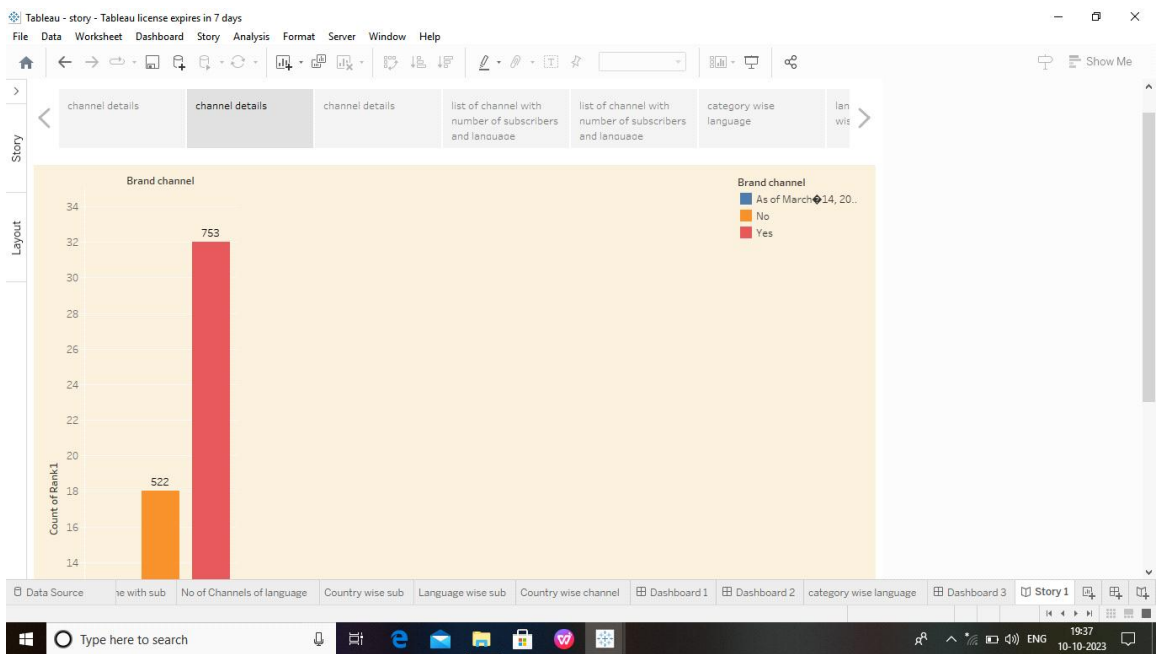 Tableau - story - Tableau license expires in 7 days
File Data Worksheet Dashboard Story Analysis Format Server Window Help
Show Me
Story
Layout
channel details
channel details
channel details
list of channel with
number of subscribers
and language
list of channel with
number of subscribers
and language
category wise
language
lan
wis
Brand channel
34
32
30
28
26
24
22
20
18
16
14
Count of Rank1
753
522
Brand channel
As of March�14, 20..
No
Yes
Data Source
ne with sub
No of Channels of language
Country wise sub
Language wise sub
Country wise channel
Dashboard 1
Dashboard 2
category wise language
Dashboard 3
Story 1
Type here to search
ENG
19:37
10-10-2023